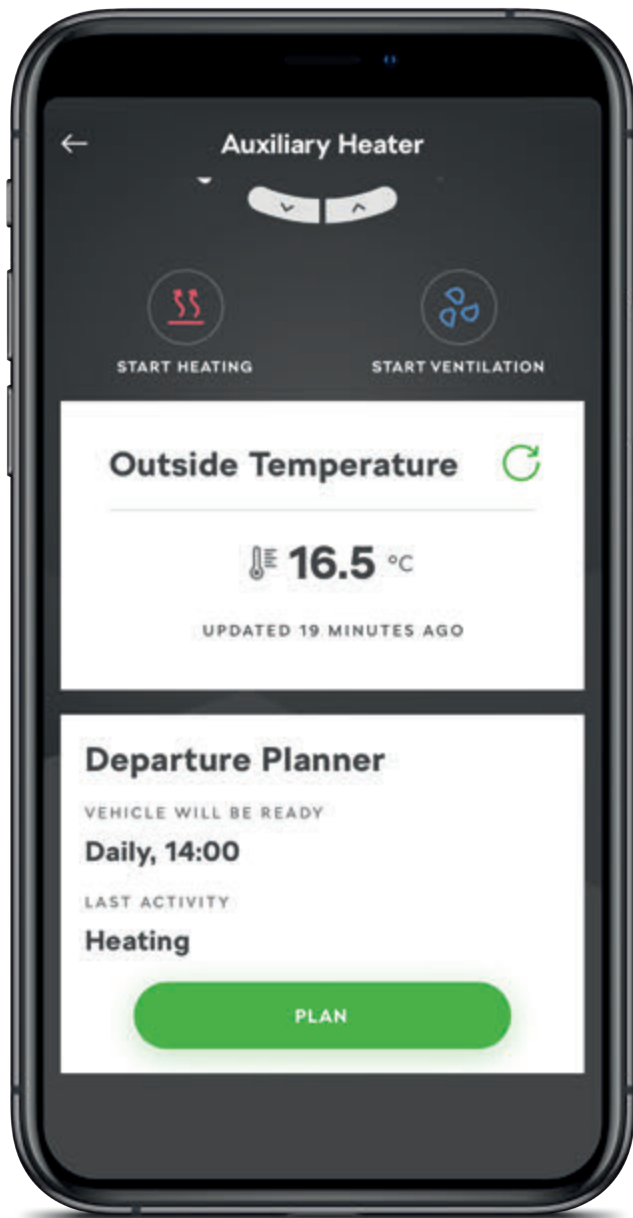 Auxiliary Heater
START HEATING
START VENTILATION
Outside Temperature
16.5 °C
UPDATED 19 MINUTES AGO
Departure Planner
VEHICLE WILL BE READY
Daily, 14:00
LAST ACTIVITY
Heating
PLAN